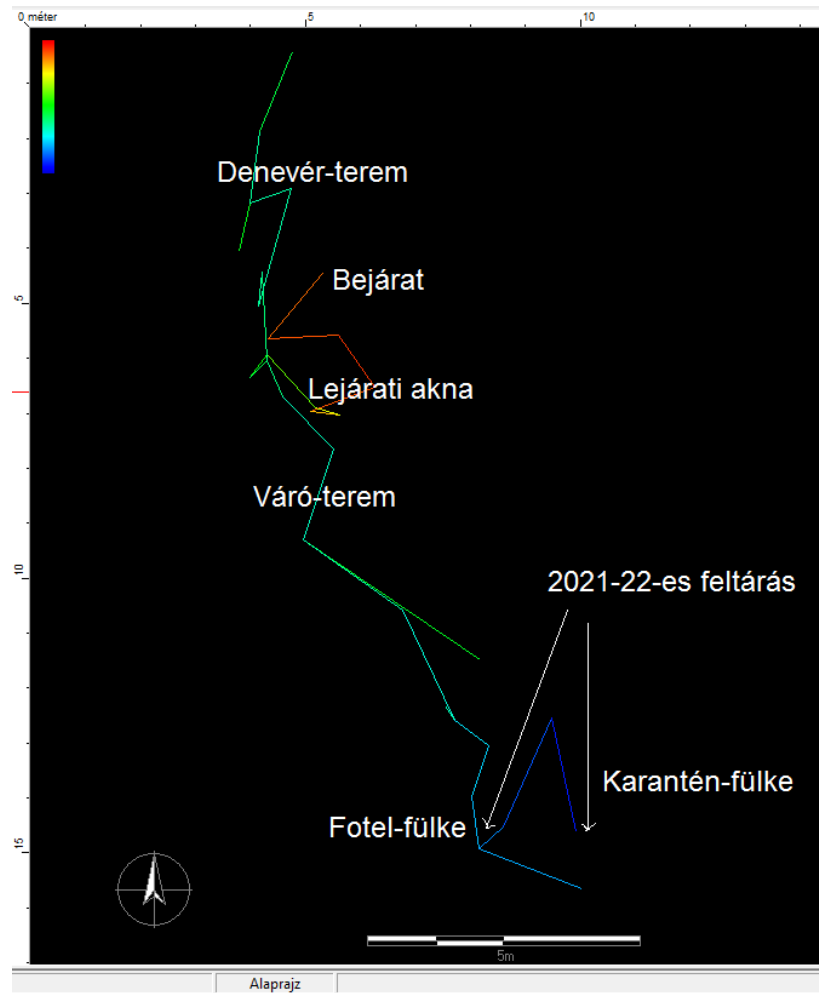 0 méter 5 10
Denevér-terem
Bejárat
5
Lejárati akna
Váró-terem
10
2021-22-es feltárás
Karantén-fülke
Fotel-fülke
15
5m
Alaprajz